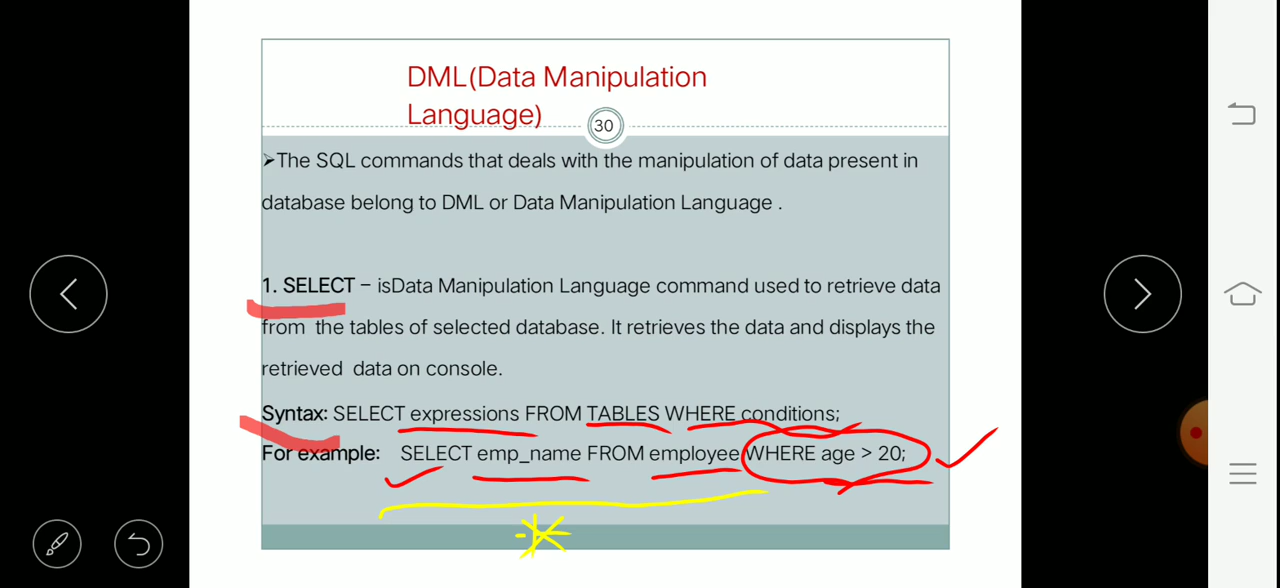 DML(Data Manipulation
Language)
30
➢The SQL commands that deals with the manipulation of data present in
database belong to DML or Data Manipulation Language .
1. SELECT – isData Manipulation Language command used to retrieve data
from the tables of selected database. It retrieves the data and displays the
retrieved data on console.
Syntax: SELECT expressions FROM TABLES WHERE conditions;
For example: SELECT emp_name FROM employee WHERE age > 20;